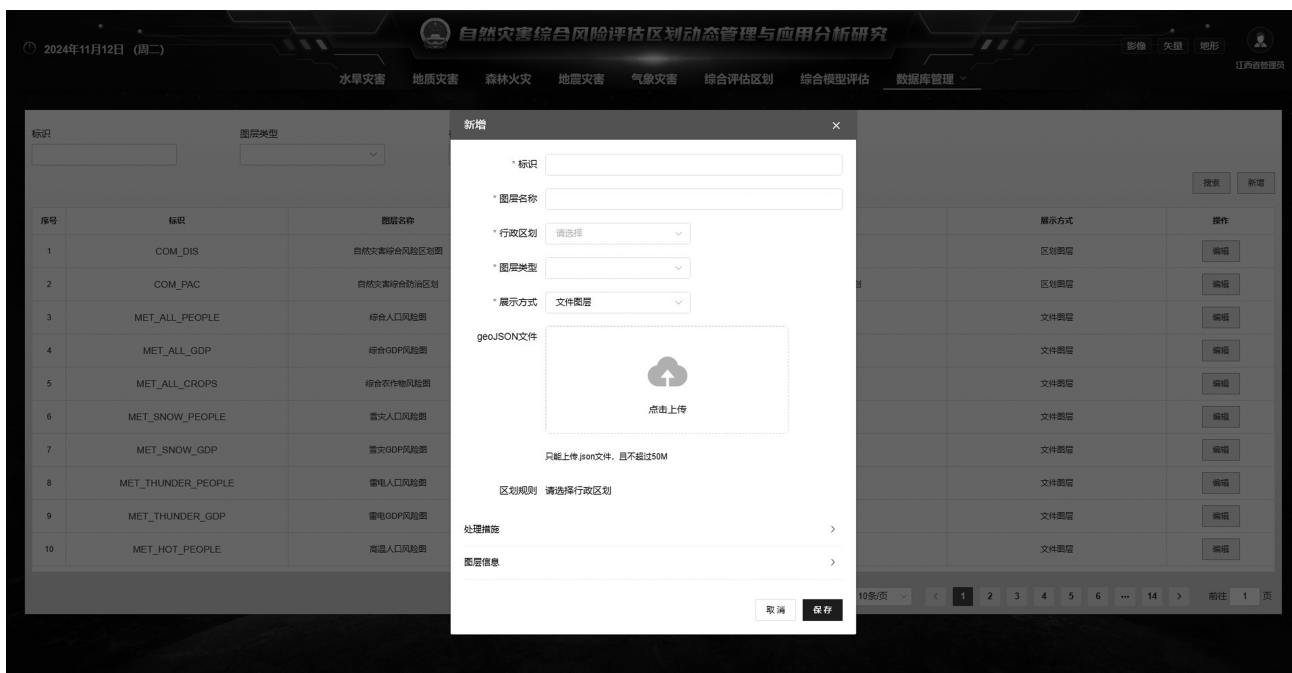 自然灾害综合风险评估区划动态管理与应用分析研究
2024年11月12日 (周二)
影像 矢量 地形
江西省管理员
水旱灾害 地质灾害 森林火灾 地震灾害 气象灾害 综合评估区划 综合模型评估 数据库管理
标识 图层类型
搜索 新增
序号 标识 图层名称 展示方式 操作
1 COM_DIS 自然灾害综合风险区划图 区划图层 编辑
2 COM_PAC 自然灾害综合防治区划 区划图层 编辑
3 MET_ALL_PEOPLE 综合人口风险图 文件图层 编辑
4 MET_ALL_GDP 综合GDP风险图 文件图层 编辑
5 MET_ALL_CROPS 综合农作物风险图 文件图层 编辑
6 MET_SNOW_PEOPLE 雪灾人口风险图 文件图层 编辑
7 MET_SNOW_GDP 雪灾GDP风险图 文件图层 编辑
8 MET_THUNDER_PEOPLE 雷电人口风险图 文件图层 编辑
9 MET_THUNDER_GDP 雷电GDP风险图 文件图层 编辑
10 MET_HOT_PEOPLE 高温人口风险图 文件图层 编辑
10条/页 < 1 2 3 4 5 6 ··· 14 > 前往 1 页
新增 ×
* 标识
* 图层名称
* 行政区划 请选择
* 图层类型
* 展示方式 文件图层
geoJSON文件
点击上传
只能上传.json文件，且不超过50M
区划规则 请选择行政区划
处理措施 >
图层信息 >
取消 保存